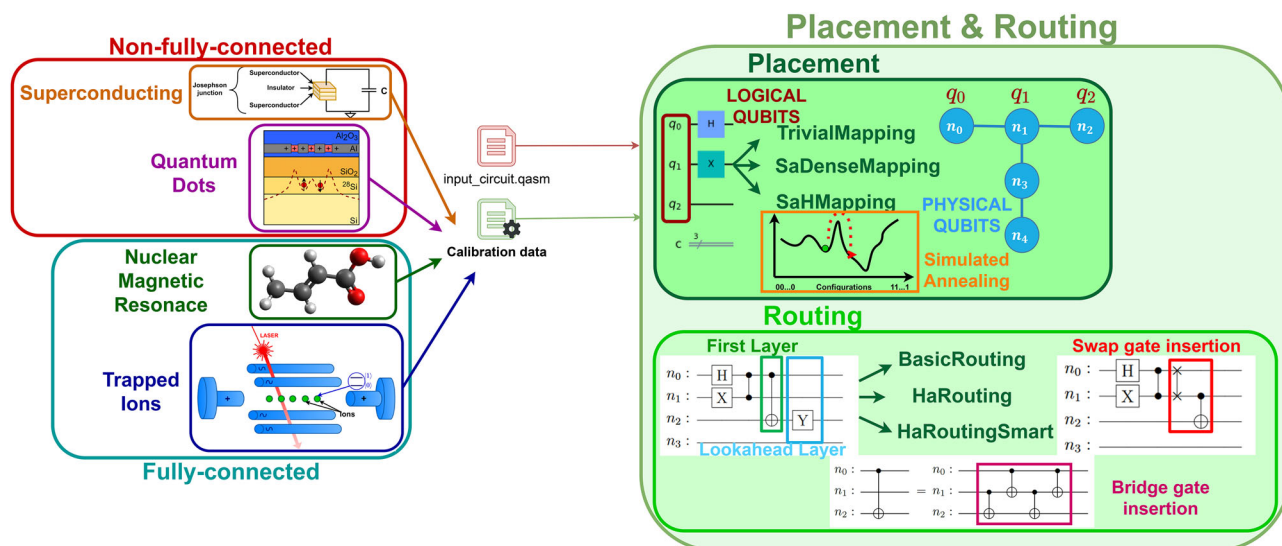 Non-fully-connected
Superconducting
Josephson
junction
Superconductor
Insulator
Superconductor
C
Quantum
Dots
Al2O3
Al
+ + + + +
SiO2
28Si
Si
Nuclear
Magnetic
Resonace
Trapped
Ions
LASER
|1⟩
|0⟩
+
+
Ions
Fully-connected
input_circuit.qasm
Calibration data
Placement & Routing
Placement
LOGICAL
QUBITS
q0
q1
q2
C
3
H
X
TrivialMapping
SaDenseMapping
SaHMapping
q0 q1 q2
n0 n1 n2
n3
n4
PHYSICAL
QUBITS
Simulated
Annealing
00...0 Configurations 11...1
Routing
First Layer
n0 : H
n1 : X
n2 : Y
n3 :
Lookahead Layer
BasicRouting
HaRouting
HaRoutingSmart
Swap gate insertion
n0 : H
n1 : X
n2 :
n3 :
n0 : n0 :
n1 : = n1 :
n2 : n2 :
Bridge gate
insertion